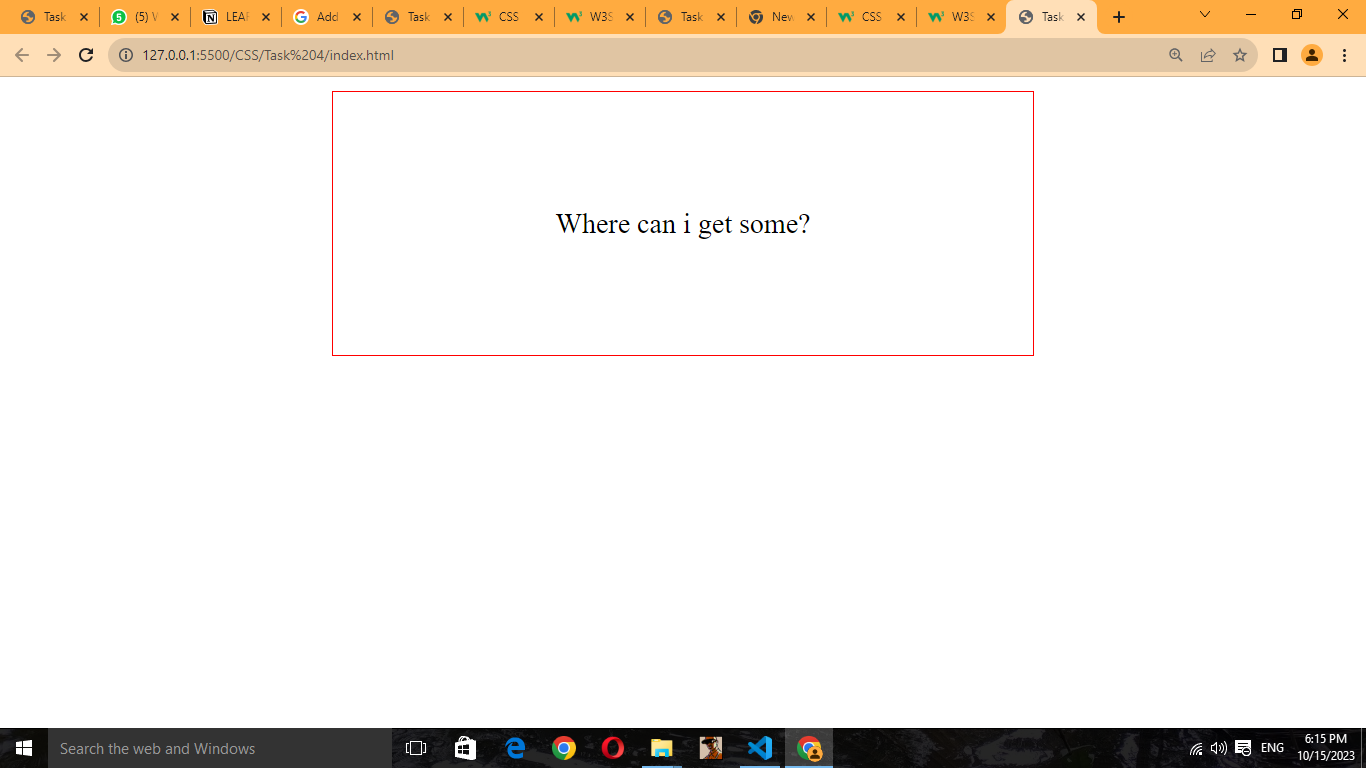 Task
(5) W
LEAF
Add
Task
CSS
W3S
Task
New
CSS
W3S
Task
127.0.0.1:5500/CSS/Task%204/index.html
Where can i get some?
Search the web and Windows
ENG
6:15 PM
10/15/2023